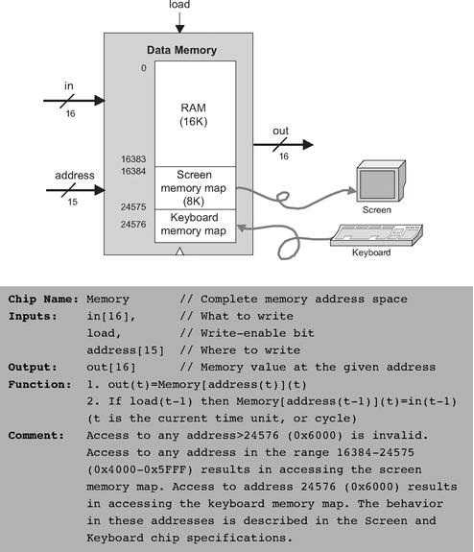 load
Data Memory
0
in
16
RAM
(16K)
out
16
16383
16384
address
15
Screen
memory map
(8K)
24575
24576
Keyboard
memory map
Screen
Keyboard
Chip Name: Memory // Complete memory address space
Inputs: in[16], // What to write
load, // Write-enable bit
address[15] // Where to write
Output: out[16] // Memory value at the given address
Function: 1. out(t)=Memory[address(t)](t)
2. If load(t-1) then Memory[address(t-1)](t)=in(t-1)
(t is the current time unit, or cycle)
Comment: Access to any address>24576 (0x6000) is invalid.
Access to any address in the range 16384-24575
(0x4000-0x5FFF) results in accessing the screen
memory map. Access to address 24576 (0x6000) results
in accessing the keyboard memory map. The behavior
in these addresses is described in the Screen and
Keyboard chip specifications.